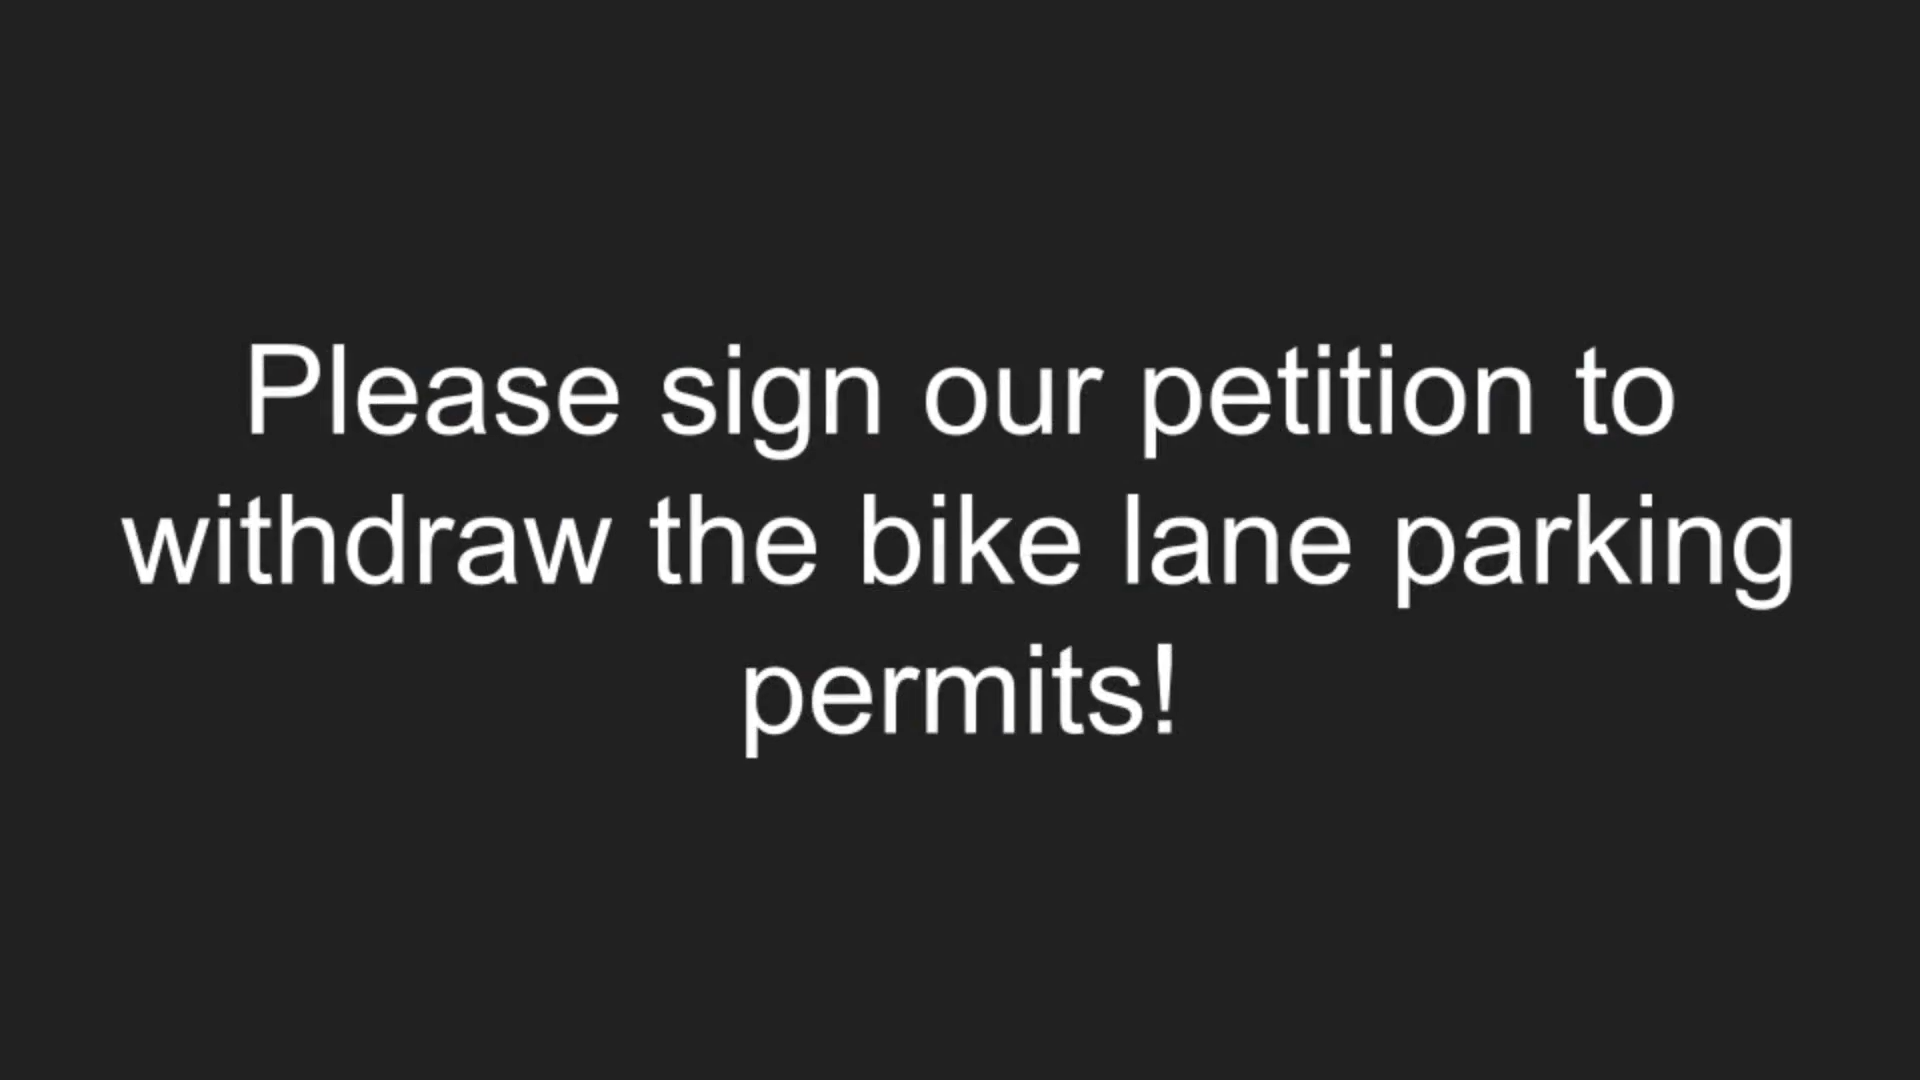 Please sign our petition to
withdraw the bike lane parking
permits!